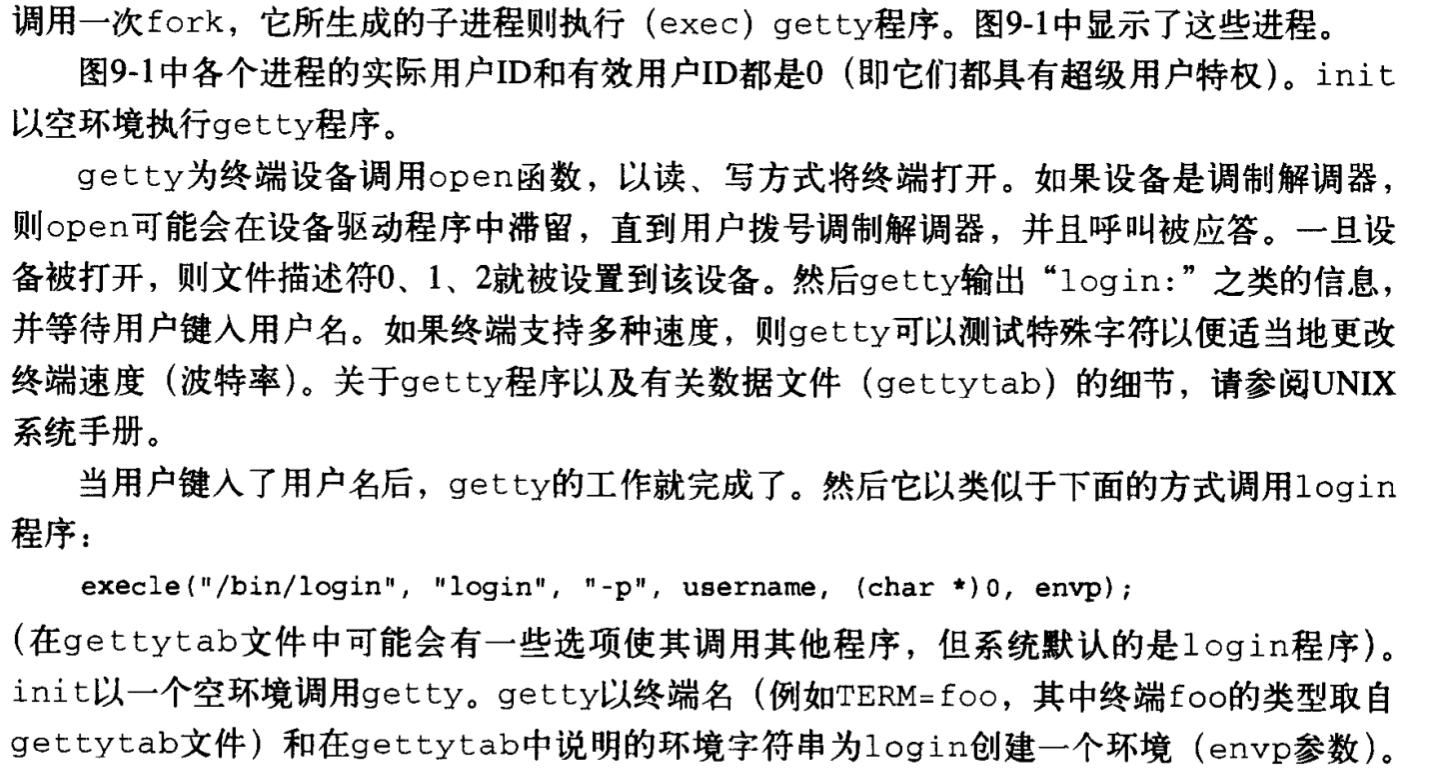 调用一次fork，它所生成的子进程则执行（exec）getty程序。图9-1中显示了这些进程。
图9-1中各个进程的实际用户ID和有效用户ID都是0（即它们都具有超级用户特权）。init
以空环境执行getty程序。
getty为终端设备调用open函数，以读、写方式将终端打开。如果设备是调制解调器，
则open可能会在设备驱动程序中滞留，直到用户拨号调制解调器，并且呼叫被应答。一旦设
备被打开，则文件描述符0、1、2就被设置到该设备。然后getty输出“login:”之类的信息，
并等待用户键入用户名。如果终端支持多种速度，则getty可以测试特殊字符以便适当地更改
终端速度（波特率）。关于getty程序以及有关数据文件（gettytab）的细节，请参阅UNIX
系统手册。
当用户键入了用户名后，getty的工作就完成了。然后它以类似于下面的方式调用login
程序：
execle("/bin/login", "login", "-p", username, (char *)0, envp);
（在gettytab文件中可能会有一些选项使其调用其他程序，但系统默认的是login程序）。
init以一个空环境调用getty。getty以终端名（例如TERM=foo，其中终端foo的类型取自
gettytab文件）和在gettytab中说明的环境字符串为login创建一个环境（envp参数）。